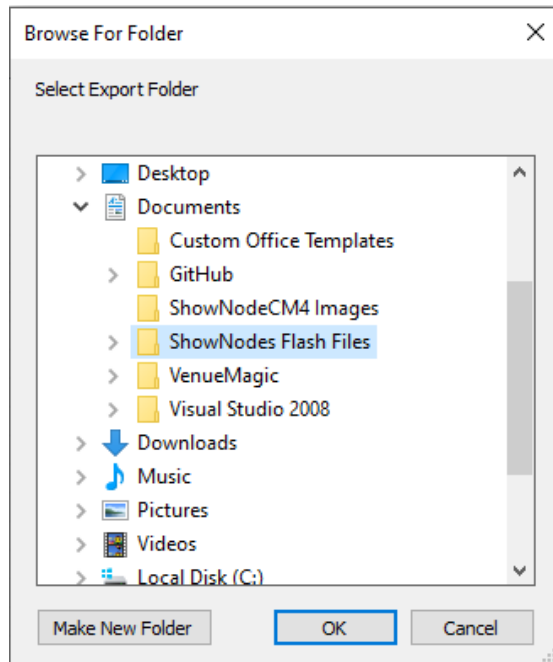 Browse For Folder
Select Export Folder
Desktop
Documents
Custom Office Templates
GitHub
ShowNodeCM4 Images
ShowNodes Flash Files
VenueMagic
Visual Studio 2008
Downloads
Music
Pictures
Videos
Local Disk (C:)
Make New Folder
OK
Cancel